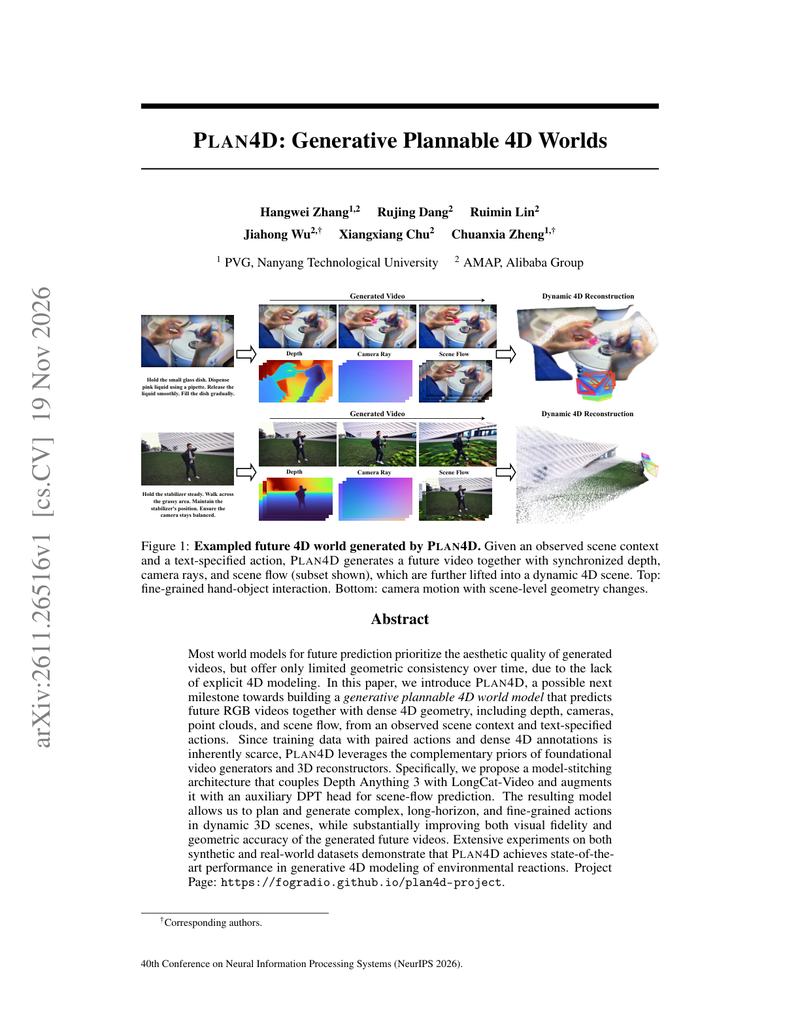 PLAN4D: Generative Plannable 4D Worlds
Hangwei Zhang1,2 Rujing Dang2 Ruimin Lin2
Jiahong Wu2,† Xiangxiang Chu2 Chuanxia Zheng1,†
1 PVG, Nanyang Technological University 2 AMAP, Alibaba Group
Generated Video
Dynamic 4D Reconstruction
Depth Camera Ray Scene Flow
Hold the small glass dish. Dispense
pink liquid using a pipette. Release the
liquid smoothly. Fill the dish gradually.
Generated Video
Dynamic 4D Reconstruction
Depth Camera Ray Scene Flow
Hold the stabilizer steady. Walk across
the grassy area. Maintain the
stabilizer's position. Ensure the
camera stays balanced.
Figure 1: Exampled future 4D world generated by PLAN4D. Given an observed scene context
and a text-specified action, PLAN4D generates a future video together with synchronized depth,
camera rays, and scene flow (subset shown), which are further lifted into a dynamic 4D scene. Top:
fine-grained hand-object interaction. Bottom: camera motion with scene-level geometry changes.
Abstract
Most world models for future prediction prioritize the aesthetic quality of generated
videos, but offer only limited geometric consistency over time, due to the lack
of explicit 4D modeling. In this paper, we introduce PLAN4D, a possible next
milestone towards building a generative plannable 4D world model that predicts
future RGB videos together with dense 4D geometry, including depth, cameras,
point clouds, and scene flow, from an observed scene context and text-specified
actions. Since training data with paired actions and dense 4D annotations is
inherently scarce, PLAN4D leverages the complementary priors of foundational
video generators and 3D reconstructors. Specifically, we propose a model-stitching
architecture that couples Depth Anything 3 with LongCat-Video and augments
it with an auxiliary DPT head for scene-flow prediction. The resulting model
allows us to plan and generate complex, long-horizon, and fine-grained actions
in dynamic 3D scenes, while substantially improving both visual fidelity and
geometric accuracy of the generated future videos. Extensive experiments on both
synthetic and real-world datasets demonstrate that PLAN4D achieves state-of-the-
art performance in generative 4D modeling of environmental reactions. Project
Page: https://fogradio.github.io/plan4d-project.
†Corresponding authors.
40th Conference on Neural Information Processing Systems (NeurIPS 2026).
arXiv:2611.26516v1 [cs.CV] 19 Nov 2026